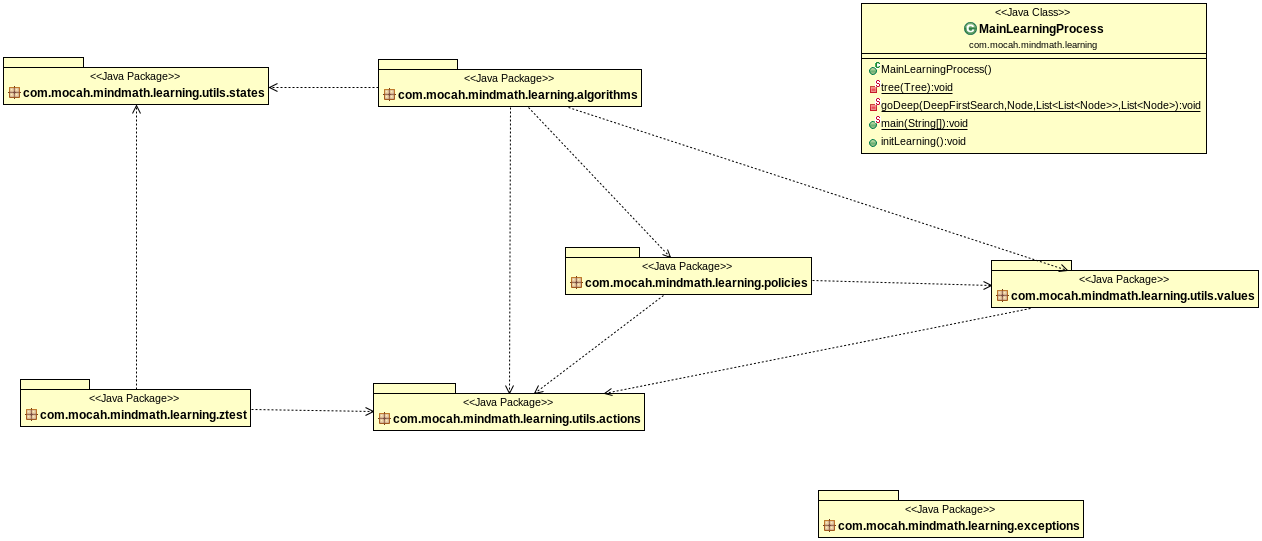 <<Java Class>>
MainLearningProcess
com.mocah.mindmath.learning
MainLearningProcess()
tree(Tree):void
goDeep(DeepFirstSearch,Node,List<List<Node>>,List<Node>):void
main(String[]):void
initLearning():void
<<Java Package>>
com.mocah.mindmath.learning.utils.states
<<Java Package>>
com.mocah.mindmath.learning.algorithms
<<Java Package>>
com.mocah.mindmath.learning.policies
<<Java Package>>
com.mocah.mindmath.learning.utils.values
<<Java Package>>
com.mocah.mindmath.learning.ztest
<<Java Package>>
com.mocah.mindmath.learning.utils.actions
<<Java Package>>
com.mocah.mindmath.learning.exceptions